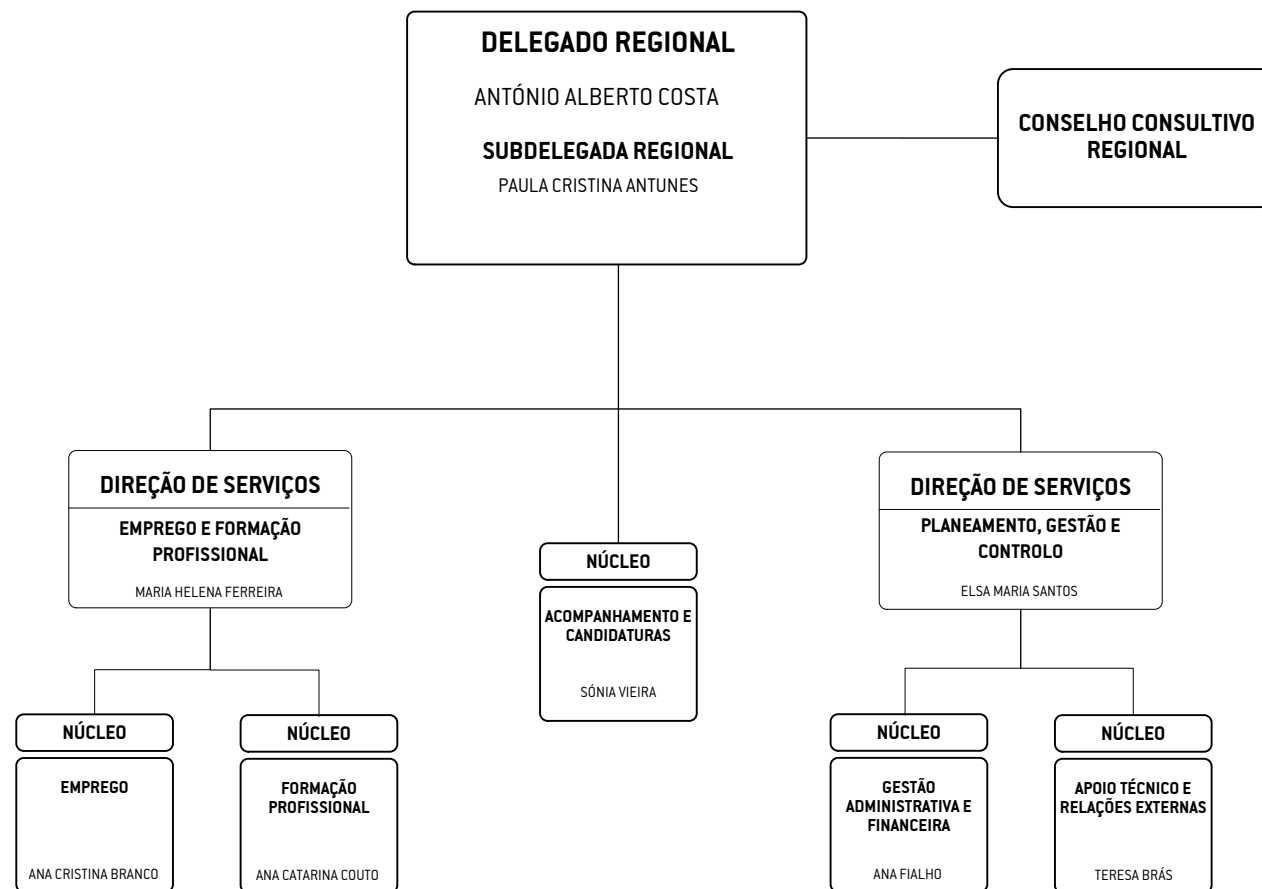 DELEGADO REGIONAL
ANTÓNIO ALBERTO COSTA
SUBDELEGADA REGIONAL
PAULA CRISTINA ANTUNES
CONSELHO CONSULTIVO
REGIONAL
DIREÇÃO DE SERVIÇOS
EMPREGO E FORMAÇÃO
PROFISSIONAL
MARIA HELENA FERREIRA
DIREÇÃO DE SERVIÇOS
PLANEAMENTO, GESTÃO E
CONTROLO
ELSA MARIA SANTOS
NÚCLEO
ACOMPANHAMENTO E
CANDIDATURAS
SÓNIA VIEIRA
NÚCLEO
EMPREGO
ANA CRISTINA BRANCO
NÚCLEO
FORMAÇÃO
PROFISSIONAL
ANA CATARINA COUTO
NÚCLEO
GESTÃO
ADMINISTRATIVA E
FINANCEIRA
ANA FIALHO
NÚCLEO
APOIO TÉCNICO E
RELAÇÕES EXTERNAS
TERESA BRÁS